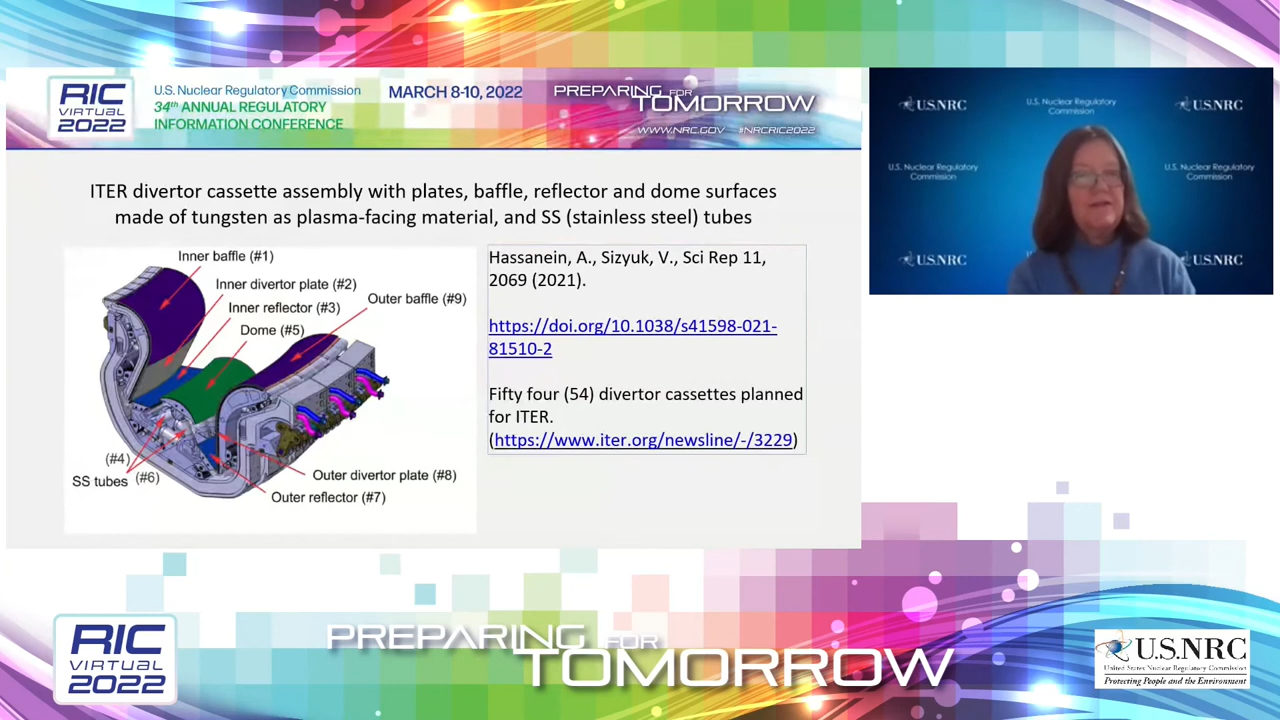 RIC
VIRTUAL
2022
U.S. Nuclear Regulatory Commission
34th ANNUAL REGULATORY
INFORMATION CONFERENCE
MARCH 8-10, 2022
PREPARING FOR
TOMORROW
WWW.NRC.GOV #NRCRIC2022
ITER divertor cassette assembly with plates, baffle, reflector and dome surfaces
made of tungsten as plasma-facing material, and SS (stainless steel) tubes
Inner baffle (#1)
Inner divertor plate (#2)
Inner reflector (#3)
Dome (#5)
Outer baffle (#9)
(#4)
SS tubes (#6)
Outer divertor plate (#8)
Outer reflector (#7)
Hassanein, A., Sizyuk, V., Sci Rep 11,
2069 (2021).
https://doi.org/10.1038/s41598-021-
81510-2
Fifty four (54) divertor cassettes planned
for ITER.
(https://www.iter.org/newsline/-/3229)
U.S.NRC
U.S. Nuclear Regulatory
Commission
U.S.NRC
U.S. Nuclear Regulatory
Commission
U.S. Nuclear Regulatory
Commission
U.S.NRC
U.S.NRC
RIC
VIRTUAL
2022
PREPARING FOR
TOMORROW
U.S.NRC
United States Nuclear Regulatory Commission
Protecting People and the Environment